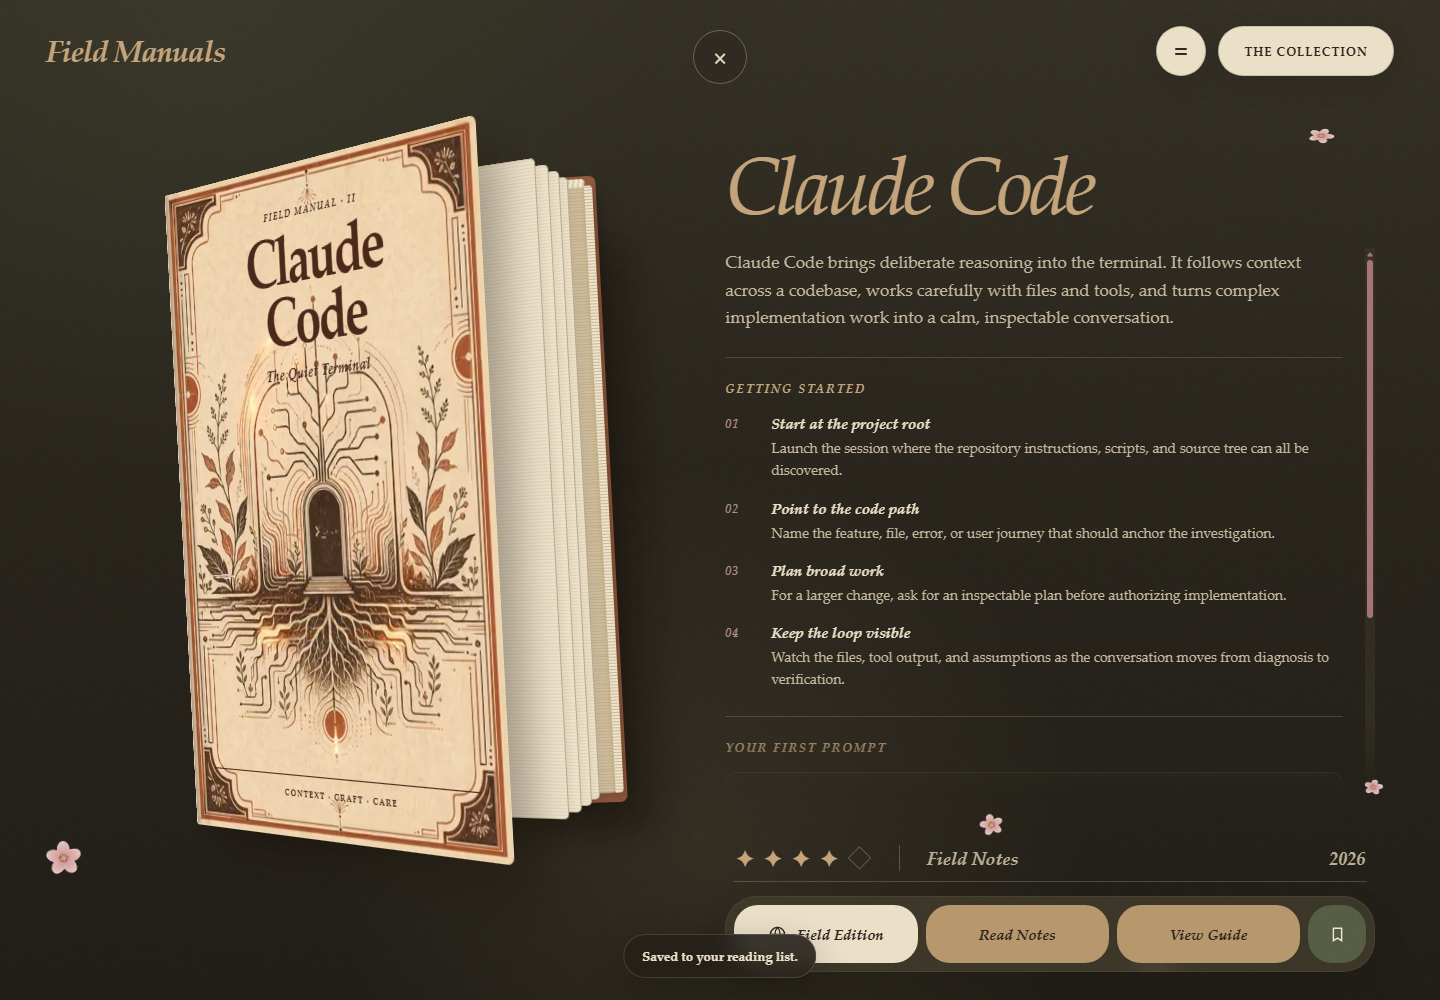 Field Manuals
×
=
THE COLLECTION
FIELD MANUAL · II
Claude
Code
The Quiet Terminal
CONTEXT · CRAFT · CARE
Claude Code
Claude Code brings deliberate reasoning into the terminal. It follows context
across a codebase, works carefully with files and tools, and turns complex
implementation work into a calm, inspectable conversation.
GETTING STARTED
01 Start at the project root
Launch the session where the repository instructions, scripts, and source tree can all be
discovered.
02 Point to the code path
Name the feature, file, error, or user journey that should anchor the investigation.
03 Plan broad work
For a larger change, ask for an inspectable plan before authorizing implementation.
04 Keep the loop visible
Watch the files, tool output, and assumptions as the conversation moves from diagnosis to
verification.
YOUR FIRST PROMPT
Field Notes 2026
Field Edition Read Notes View Guide
Saved to your reading list.